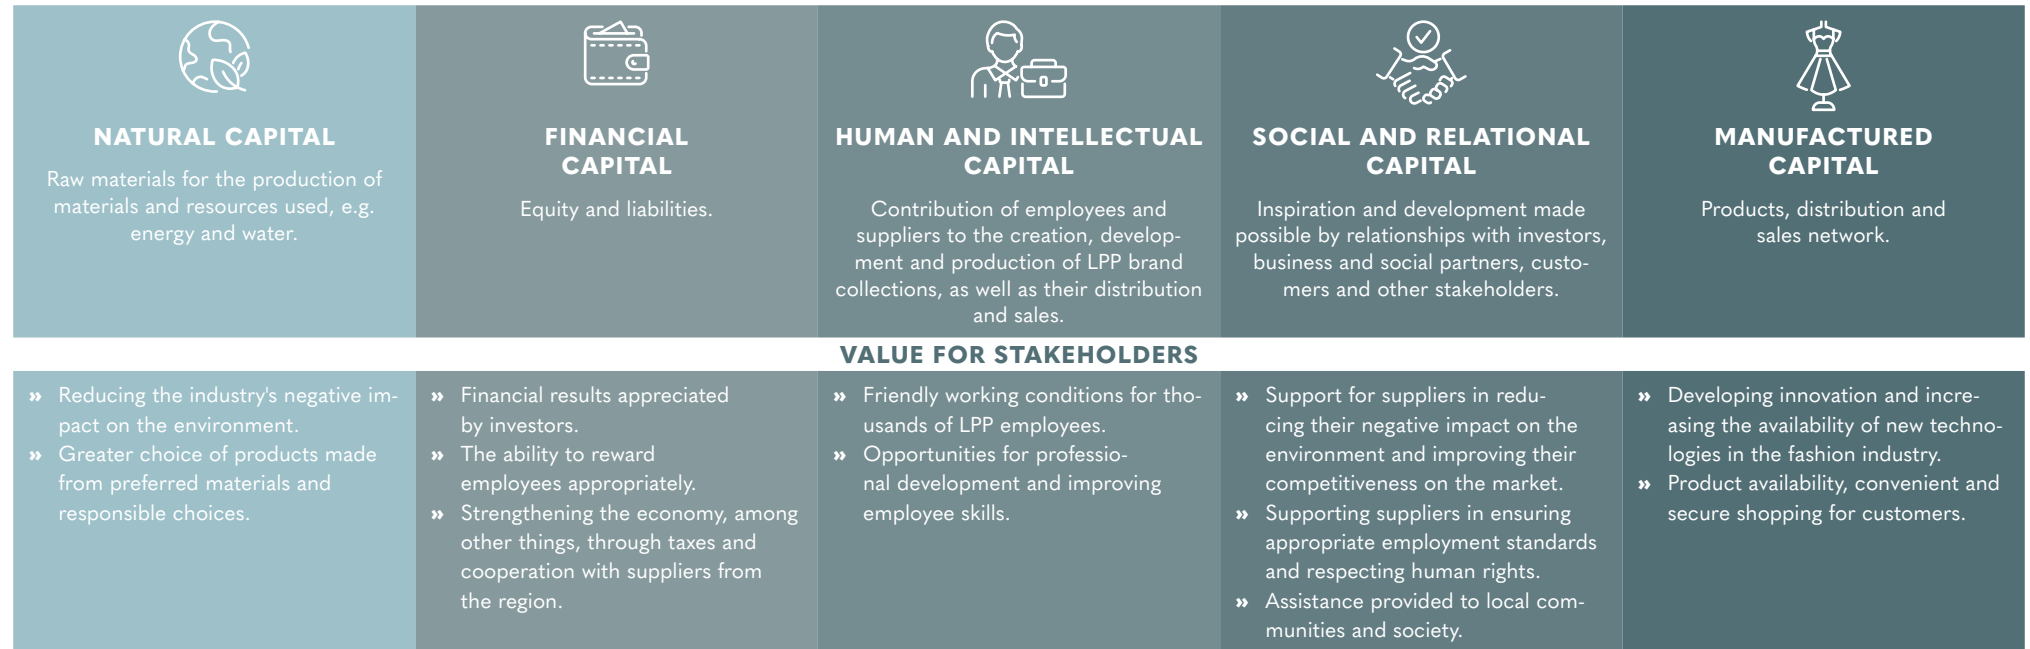 NATURAL CAPITAL
Raw materials for the production of
materials and resources used, e.g.
energy and water.
FINANCIAL
CAPITAL
Equity and liabilities.
HUMAN AND INTELLECTUAL
CAPITAL
Contribution of employees and
suppliers to the creation, develop-
ment and production of LPP brand
collections, as well as their distribution
and sales.
SOCIAL AND RELATIONAL
CAPITAL
Inspiration and development made
possible by relationships with investors,
business and social partners, custo-
mers and other stakeholders.
MANUFACTURED
CAPITAL
Products, distribution and
sales network.
VALUE FOR STAKEHOLDERS
» Reducing the industry's negative im-
pact on the environment.
» Greater choice of products made
from preferred materials and
responsible choices.
» Financial results appreciated
by investors.
» The ability to reward
employees appropriately.
» Strengthening the economy, among
other things, through taxes and
cooperation with suppliers from
the region.
» Friendly working conditions for tho-
usands of LPP employees.
» Opportunities for professio-
nal development and improving
employee skills.
» Support for suppliers in redu-
cing their negative impact on the
environment and improving their
competitiveness on the market.
» Supporting suppliers in ensuring
appropriate employment standards
and respecting human rights.
» Assistance provided to local com-
munities and society.
» Developing innovation and incre-
asing the availability of new techno-
logies in the fashion industry.
» Product availability, convenient and
secure shopping for customers.